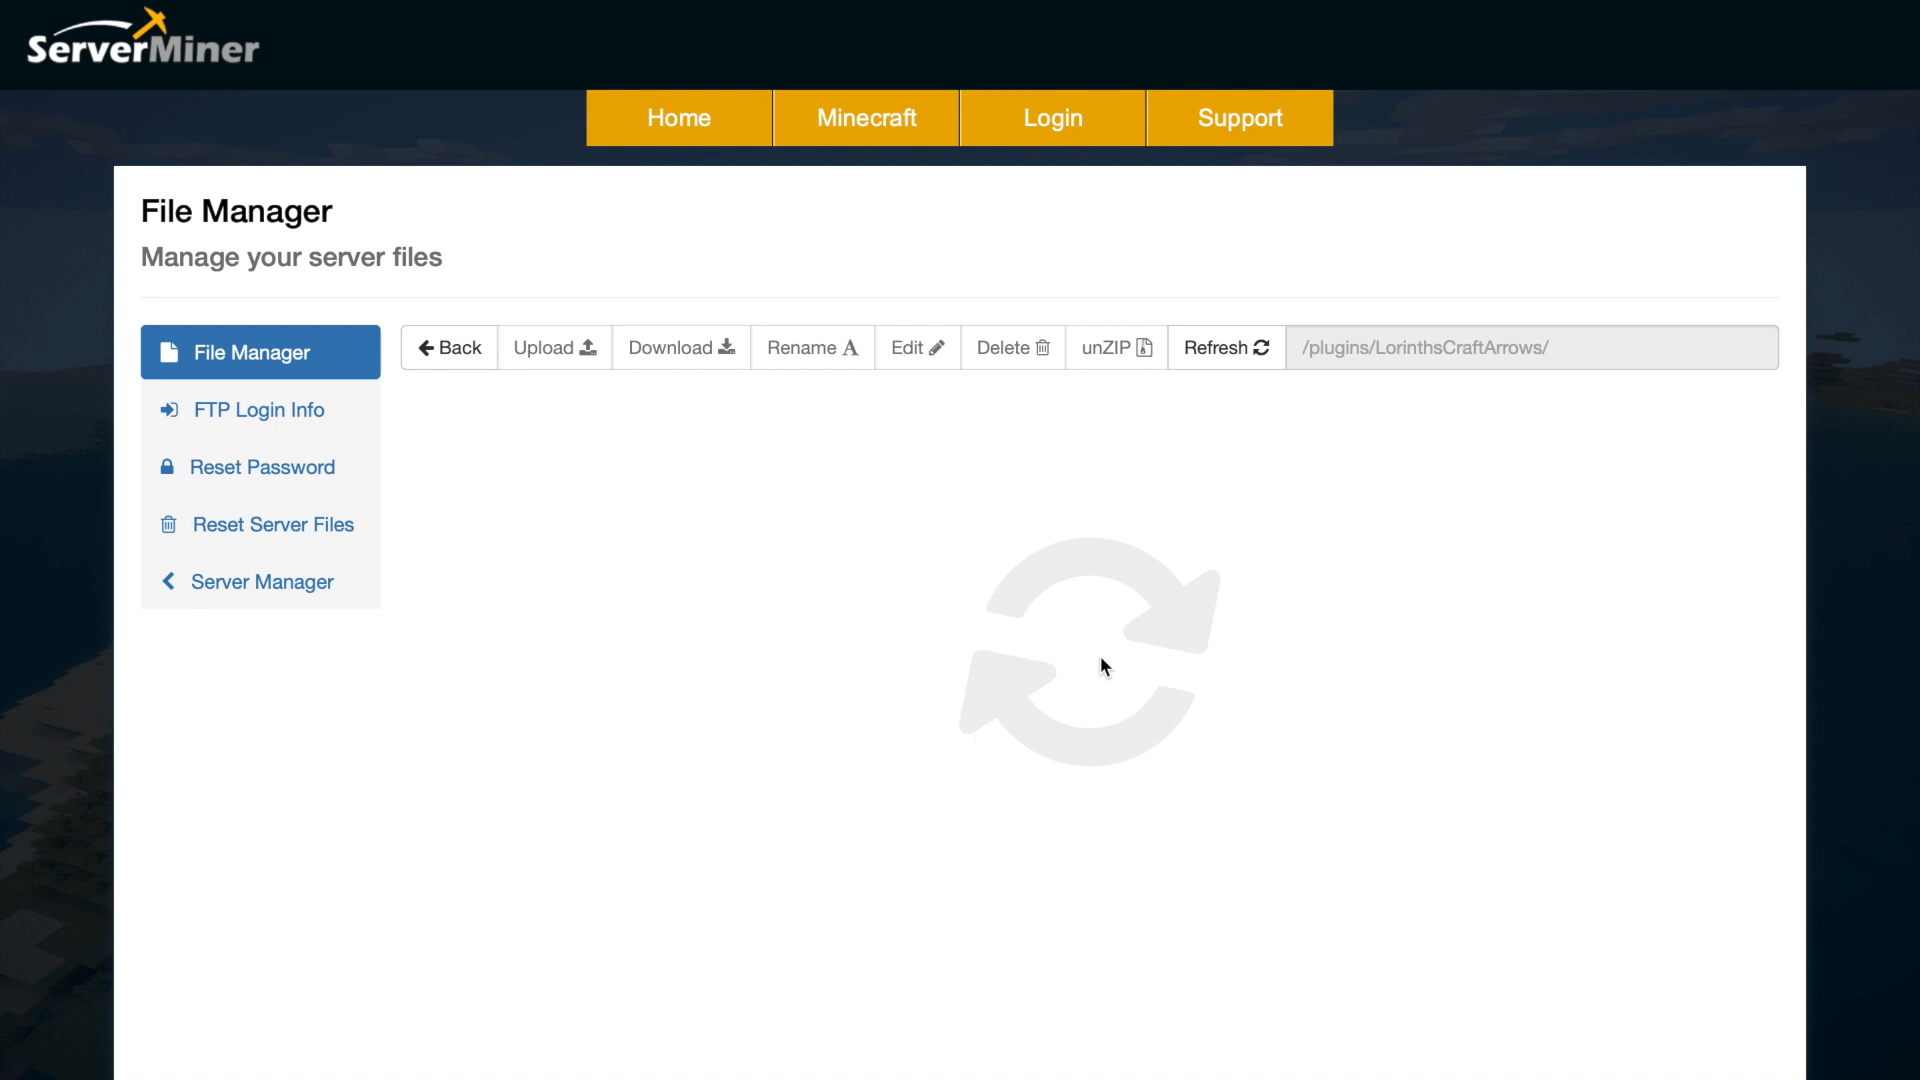 ServerMiner
Home
Minecraft
Login
Support
File Manager
Manage your server files
File Manager
FTP Login Info
Reset Password
Reset Server Files
Server Manager
Back
Upload
Download
Rename
Edit
Delete
unZIP
Refresh
/plugins/LorinthsCraftArrows/